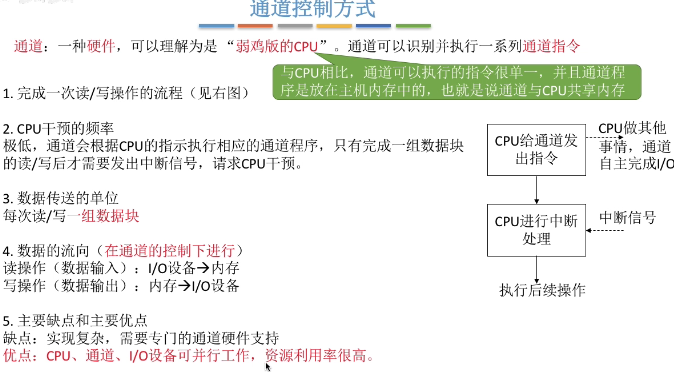 通道控制方式
通道：一种硬件，可以理解为是 “弱鸡版的CPU”。通道可以识别并执行一系列通道指令
与CPU相比，通道可以执行的指令很单一，并且通道程
序是放在主机内存中的，也就是说通道与CPU共享内存
1. 完成一次读/写操作的流程（见右图）
2. CPU干预的频率
极低，通道会根据CPU的指示执行相应的通道程序，只有完成一组数据块
的读/写后才需要发出中断信号，请求CPU干预。
3. 数据传送的单位
每次读/写一组数据块
4. 数据的流向（在通道的控制下进行）
读操作（数据输入）：I/O设备→内存
写操作（数据输出）：内存→I/O设备
5. 主要缺点和主要优点
缺点：实现复杂，需要专门的通道硬件支持
优点：CPU、通道、I/O设备可并行工作，资源利用率很高。
CPU给通道发
出指令
CPU做其他
事情，通道
自主完成I/O
CPU进行中断
处理
中断信号
执行后续操作